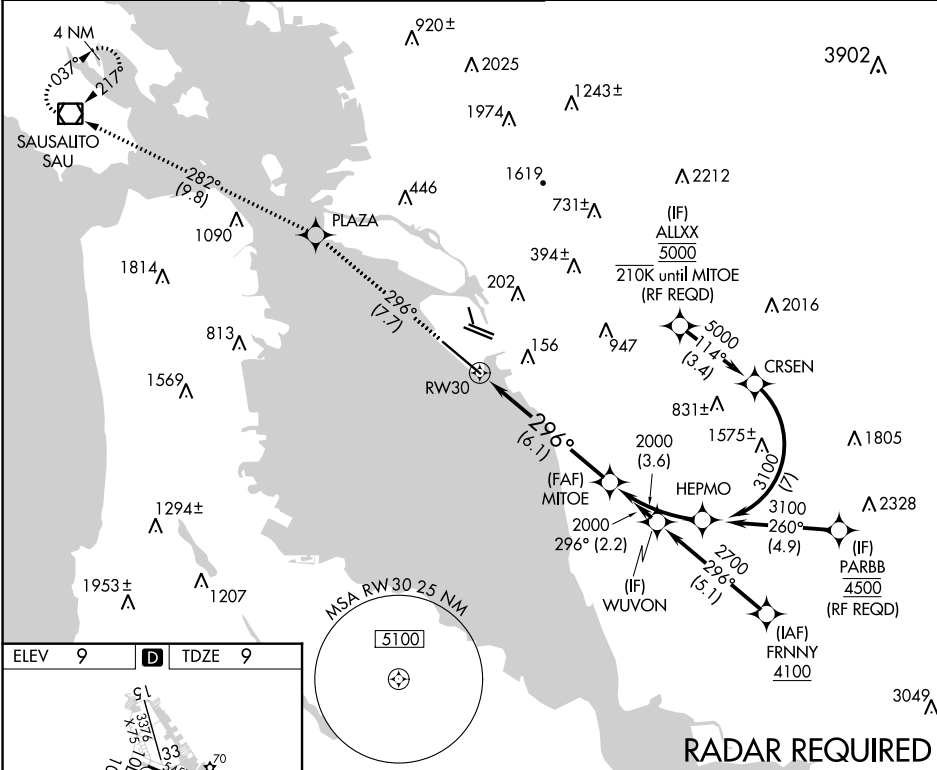 4 NM
037°
217°
SAUSALITO
SAU
282°
(9.8)
920±
2025
1974
1243±
3902
446
1619
731±
2212
PLAZA
1090
1814
394±
(IF)
ALLXX
5000
210K until MITOE
(RF REQD)
202
2016
296°
(7.7)
813
156
947
5000
114°
(3.4)
CRSEN
RW30
1569
831±
296°
(6.1)
1575±
1805
2000
(3.6)
3100
(7)
(FAF)
MITOE
HEPMO
2328
3100
260°
(4.9)
1294±
2000
296° (2.2)
(IF)
PARBB
4500
(RF REQD)
2700
296°
(5.1)
(IF)
WUVON
1953±
1207
MSA RW 30 25 NM
5100
(IAF)
FRNNY
4100
ELEV 9 D TDZE 9
15
3376
X 75
33
70
3049
RADAR REQUIRED